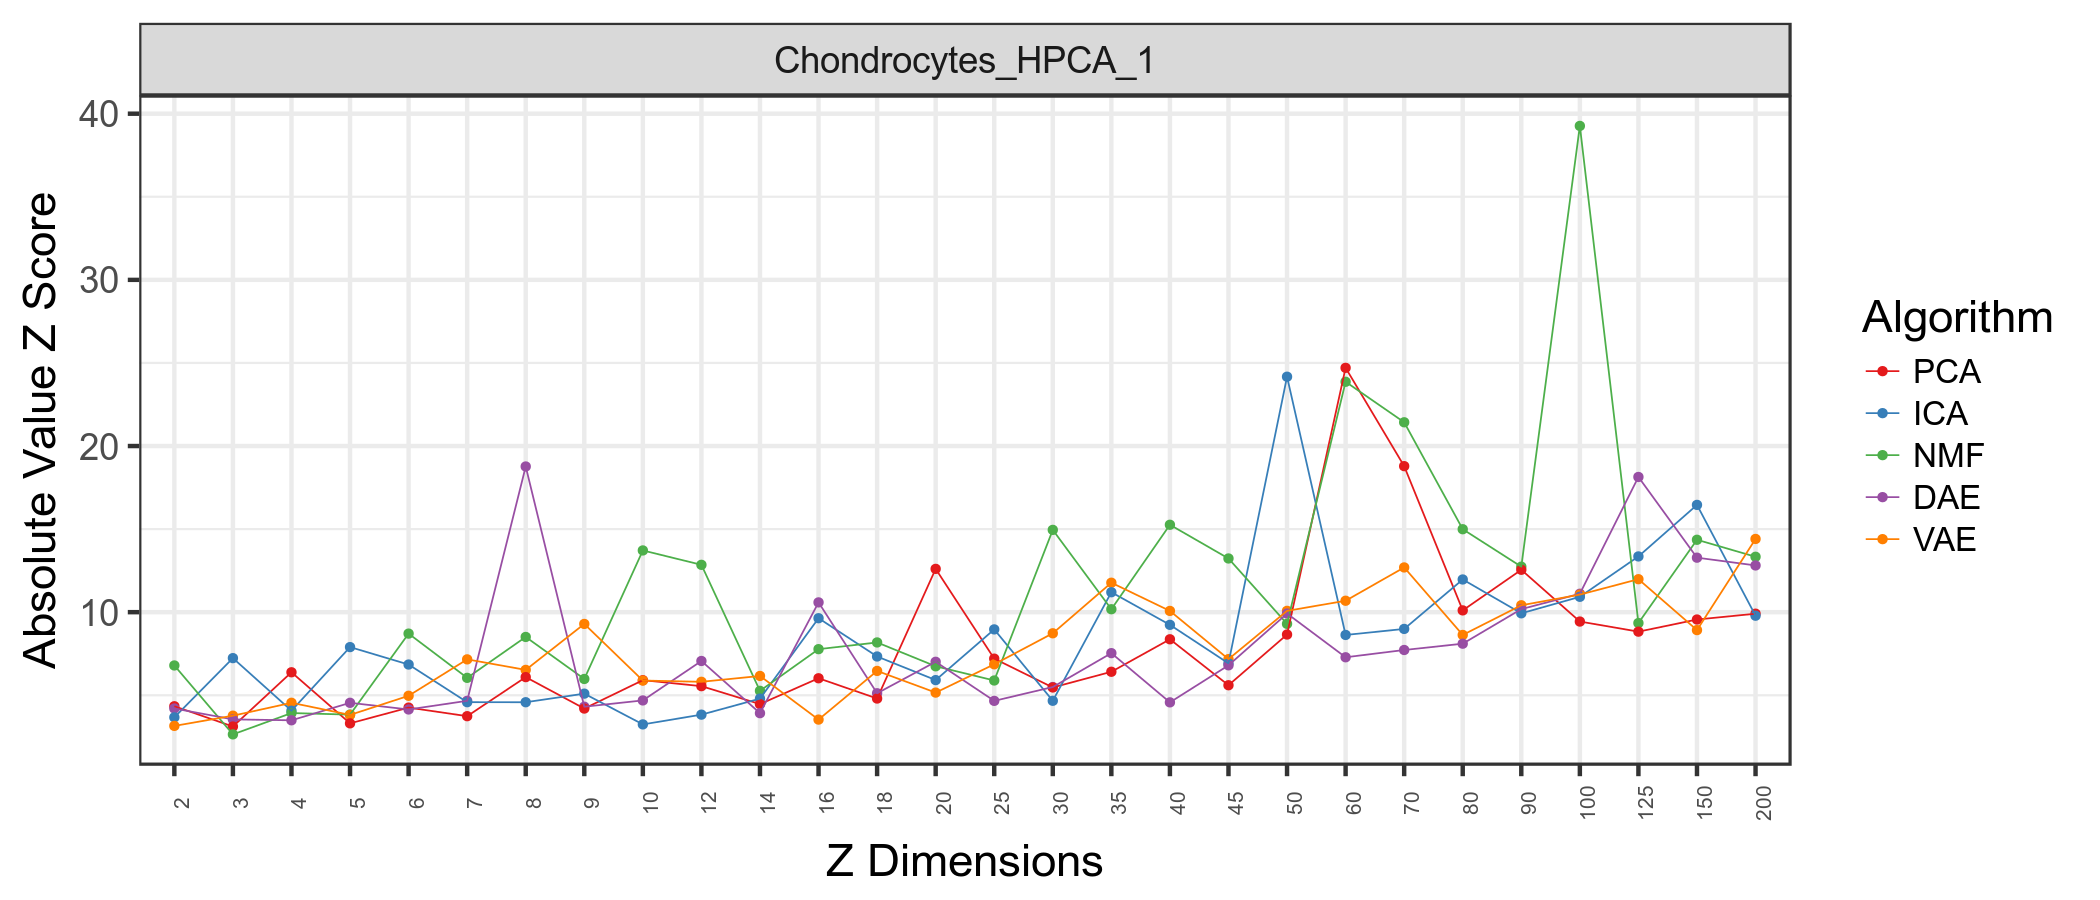 Chondrocytes_HPCA_1
Absolute Value Z Score
40
30
20
10
2 3 4 5 6 7 8 9 10 12 14 16 18 20 25 30 35 40 45 50 60 70 80 90 100 125 150 200
Z Dimensions
Algorithm
PCA
ICA
NMF
DAE
VAE